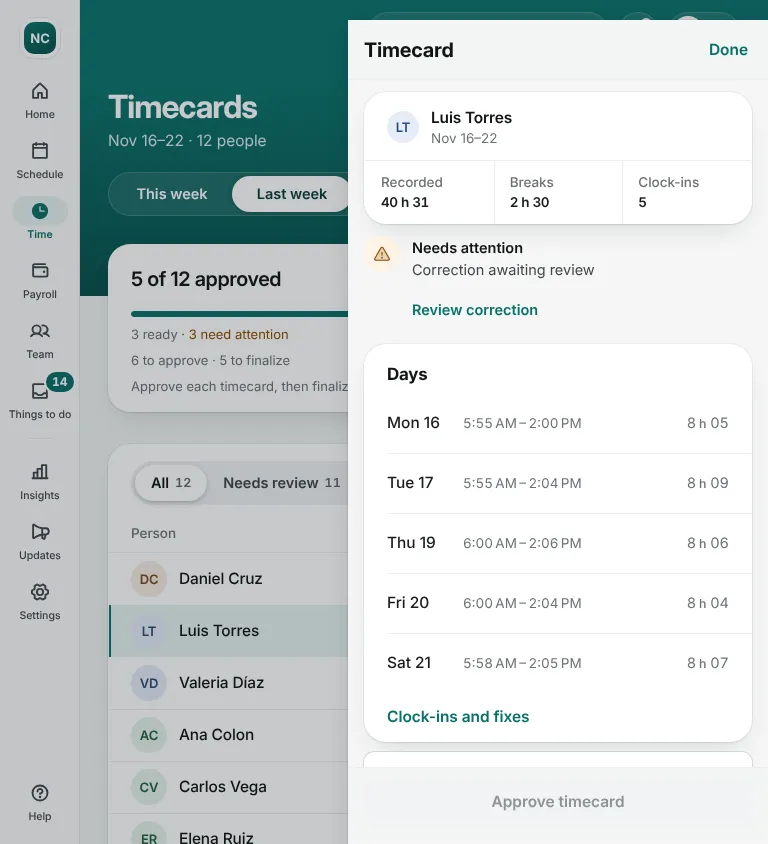 NC
Home
Schedule
Time
Payroll
Team
14
Things to do
Insights
Updates
Settings
Help
Timecards
Nov 16–22 · 12 people
This week
Last week
5 of 12 approved
3 ready · 3 need attention
6 to approve · 5 to finalize
Approve each timecard, then finaliz
All 12
Needs review 11
Person
DC Daniel Cruz
LT Luis Torres
VD Valeria Díaz
AC Ana Colon
CV Carlos Vega
ER Elena Ruiz
Timecard
Done
LT
Luis Torres
Nov 16–22
Recorded
40 h 31
Breaks
2 h 30
Clock-ins
5
Needs attention
Correction awaiting review
Review correction
Days
Mon 16 5:55 AM – 2:00 PM 8 h 05
Tue 17 5:55 AM – 2:04 PM 8 h 09
Thu 19 6:00 AM – 2:06 PM 8 h 06
Fri 20 6:00 AM – 2:04 PM 8 h 04
Sat 21 5:58 AM – 2:05 PM 8 h 07
Clock-ins and fixes
Approve timecard